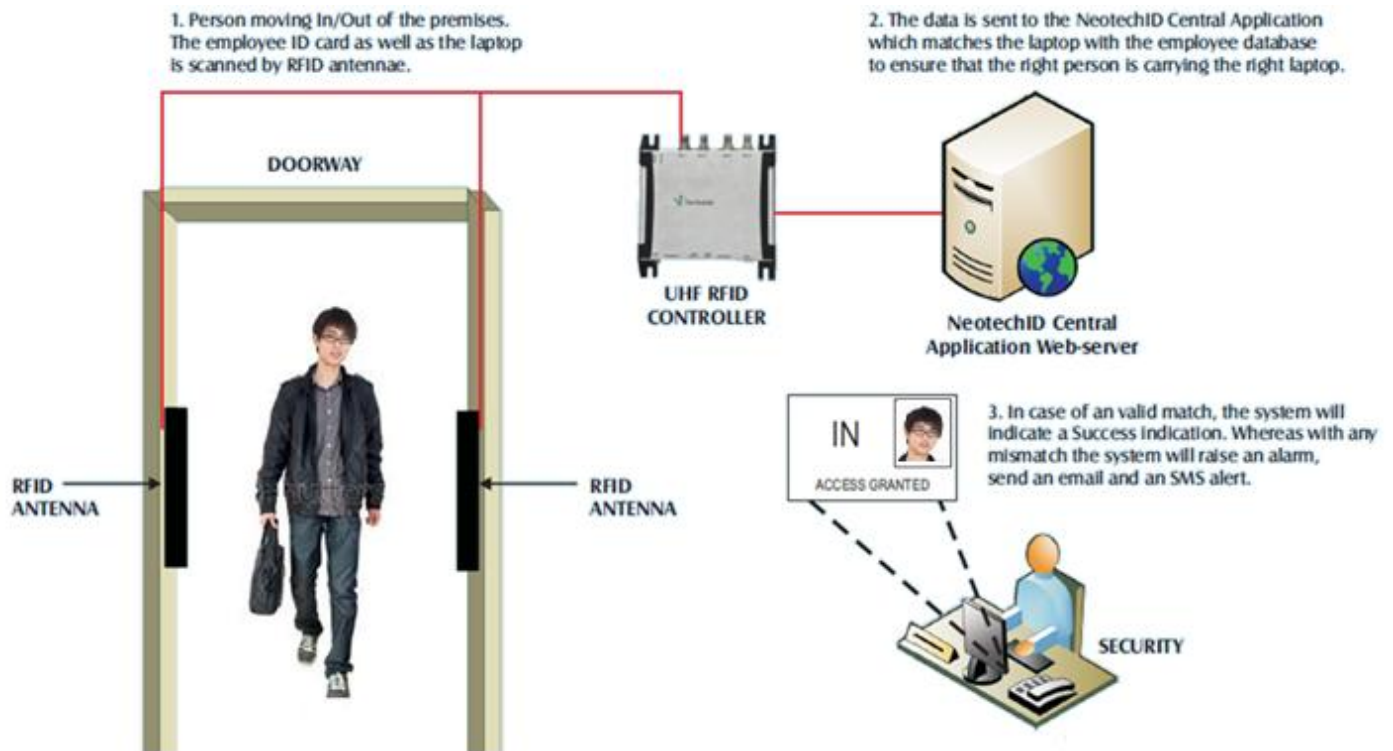 1. Person moving In/Out of the premises.
The employee ID card as well as the laptop
is scanned by RFID antennae.
2. The data is sent to the NeotechID Central Application
which matches the laptop with the employee database
to ensure that the right person is carrying the right laptop.
DOORWAY
UHF RFID
CONTROLLER
NeotechID Central
Application Web-server
IN
ACCESS GRANTED
3. In case of an valid match, the system will
indicate a Success indication. Whereas with any
mismatch the system will raise an alarm,
send an email and an SMS alert.
RFID
ANTENNA
RFID
ANTENNA
SECURITY